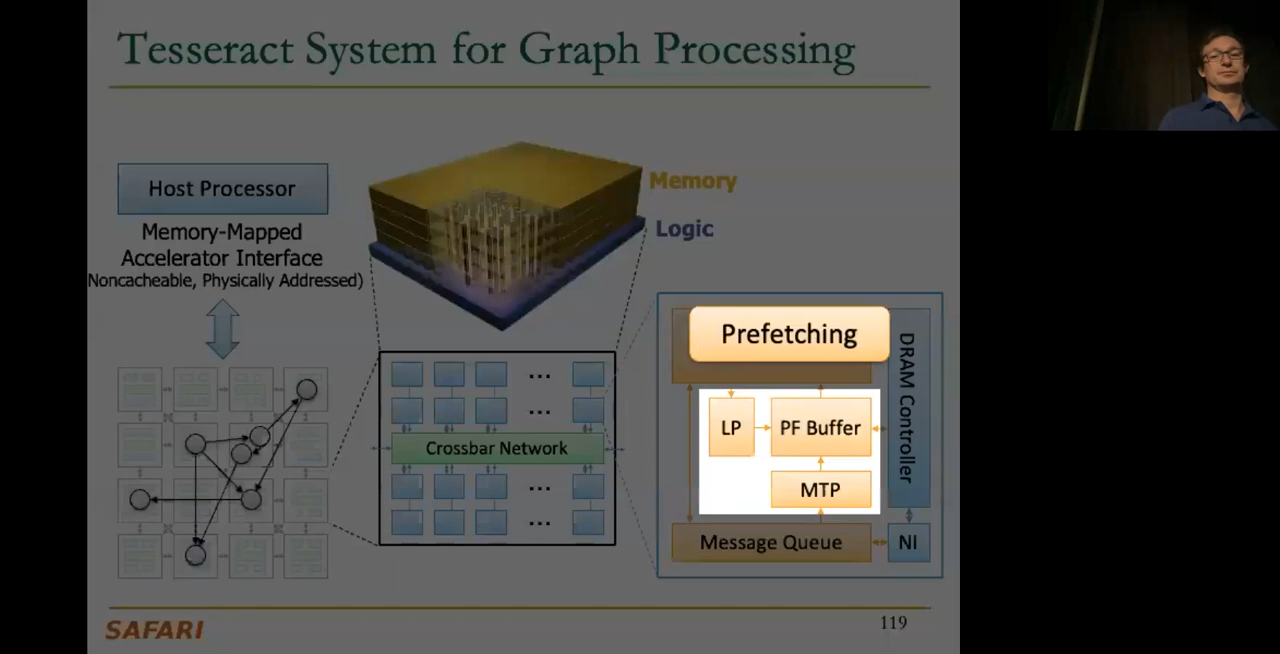 Tesseract System for Graph Processing
Host Processor
Memory-Mapped
Accelerator Interface
Noncacheable, Physically Addressed)
Memory
Logic
...
...
Crossbar Network
...
...
Prefetching
DRAM Controller
LP
PF Buffer
MTP
Message Queue
NI
SAFARI
119